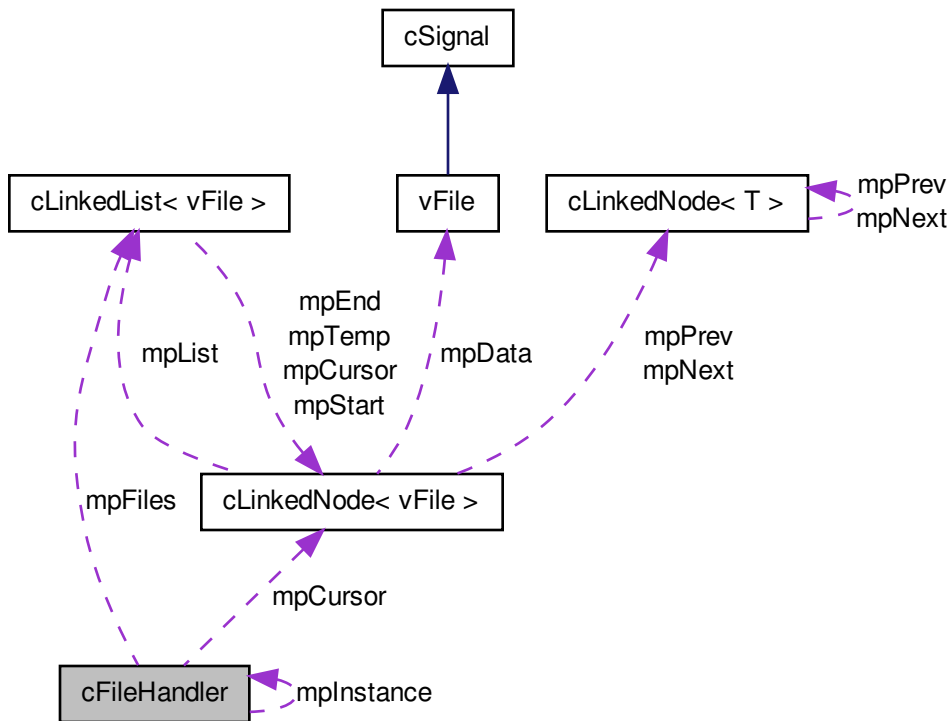 cSignal
cLinkedList< vFile >
vFile
cLinkedNode< T >
mpPrev
mpNext
mpEnd
mpTemp
mpCursor
mpStart
mpList
mpData
mpPrev
mpNext
cLinkedNode< vFile >
mpFiles
mpCursor
cFileHandler
mpInstance